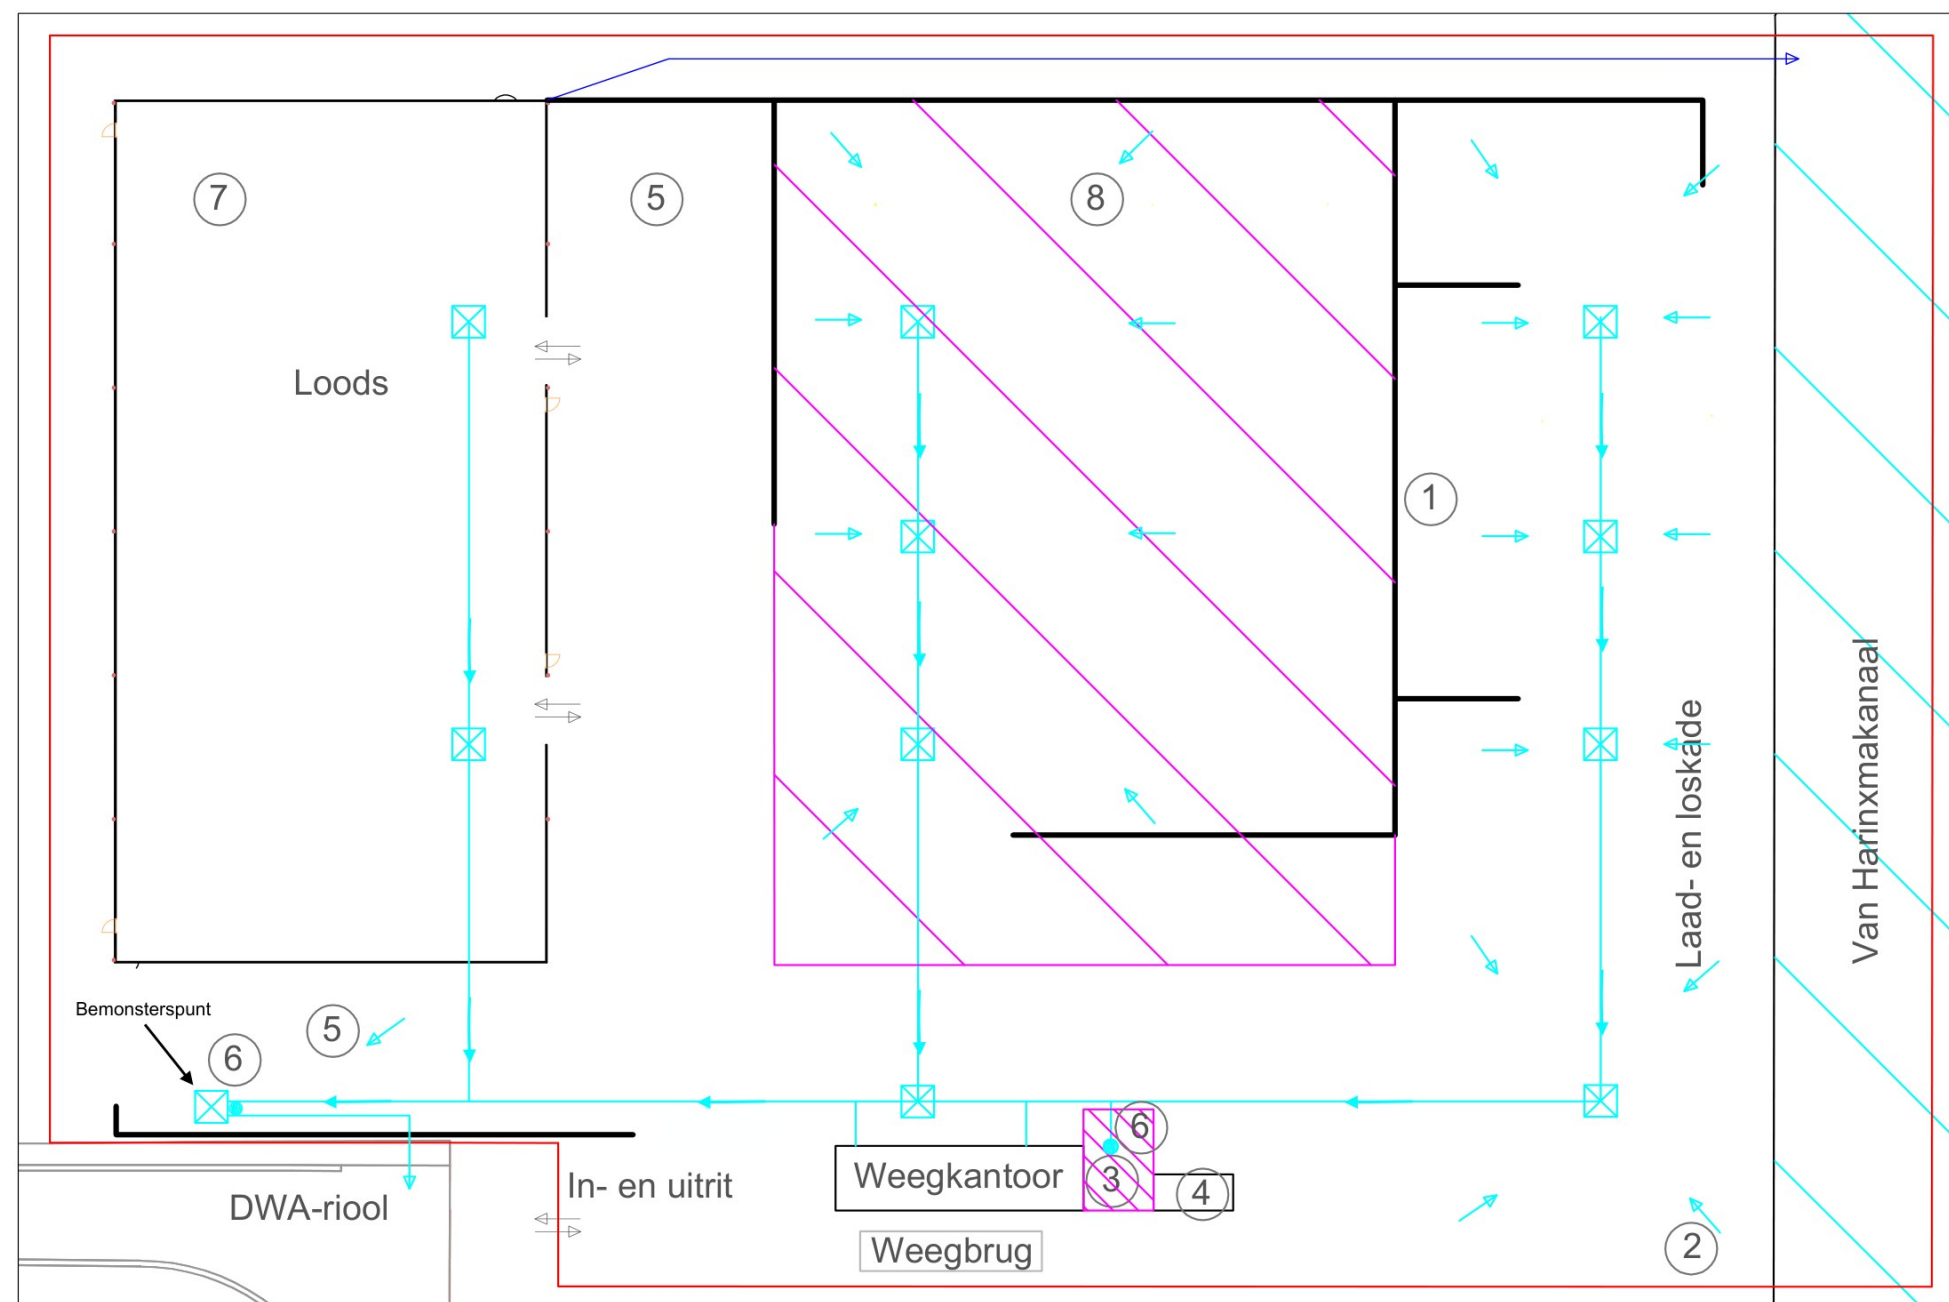 7
5
8
Loods
1
Laad- en loskade
Van Harinxmakanaal
Bemonsterspunt
5
6
6
Weegkantoor
3
4
In- en uitrit
DWA-riool
Weegbrug
2